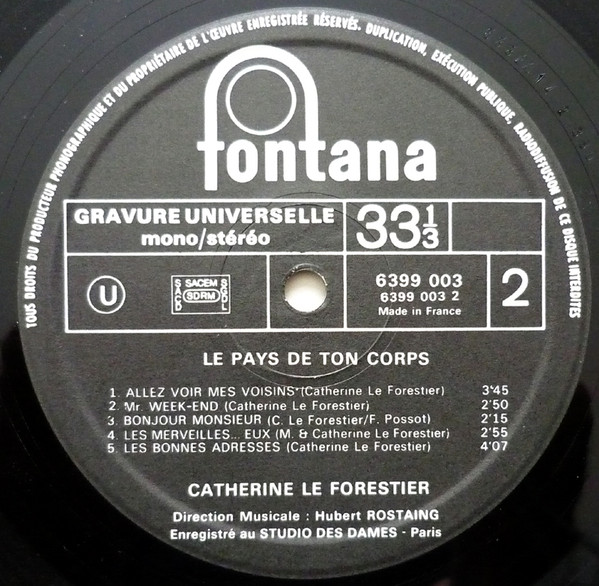 TOUS DROITS DU PRODUCTEUR PHONOGRAPHIQUE ET DU PROPRIÉTAIRE DE L'ŒUVRE ENREGISTRÉE RÉSERVÉS. DUPLICATION, EXÉCUTION PUBLIQUE, RADIODIFFUSION DE CE DISQUE INTERDITES
fontana
GRAVURE UNIVERSELLE
mono/stéréo
33 1/3
U
SACD
SACEM
SDRM
SGDL
6399 003
6399 003 2
Made in France
2
LE PAYS DE TON CORPS
1. ALLEZ VOIR MES VOISINS (Catherine Le Forestier) 3'45
2. Mr. WEEK-END (Catherine Le Forestier) 2'50
3. BONJOUR MONSIEUR (C. Le Forestier/F. Possot) 2'15
4. LES MERVEILLES... EUX (M. & Catherine Le Forestier) 2'55
5. LES BONNES ADRESSES (Catherine Le Forestier) 4'07
CATHERINE LE FORESTIER
Direction Musicale : Hubert ROSTAING
Enregistré au STUDIO DES DAMES - Paris